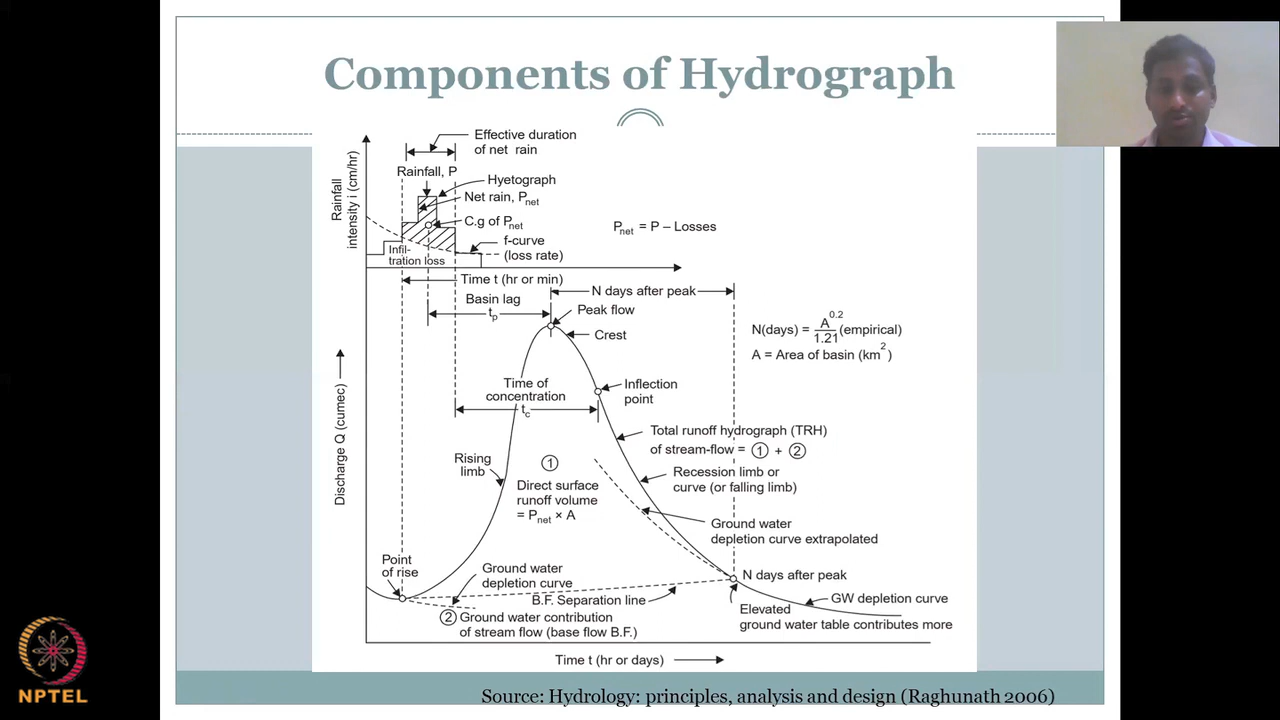 Components of Hydrograph
Effective duration
of net rain
Rainfall, P
Hyetograph
Net rain, Pnet
C.g of Pnet
Rainfall
intensity i (cm/hr)
f-curve
(loss rate)
Infil-
tration loss
Pnet = P – Losses
Time t (hr or min)
N days after peak
Basin lag
tp
Peak flow
Crest
N(days) = A^0.2/1.21 (empirical)
A = Area of basin (km²)
Time of
concentration
tc
Inflection
point
Discharge Q (cumec)
Total runoff hydrograph (TRH)
of stream-flow = ① + ②
Rising
limb
①
Direct surface
runoff volume
= Pnet × A
Recession limb or
curve (or falling limb)
Ground water
depletion curve extrapolated
Point
of rise
Ground water
depletion curve
N days after peak
B.F. Separation line
GW depletion curve
Elevated
ground water table contributes more
② Ground water contribution
of stream flow (base flow B.F.)
Time t (hr or days)
NPTEL
Source: Hydrology: principles, analysis and design (Raghunath 2006)